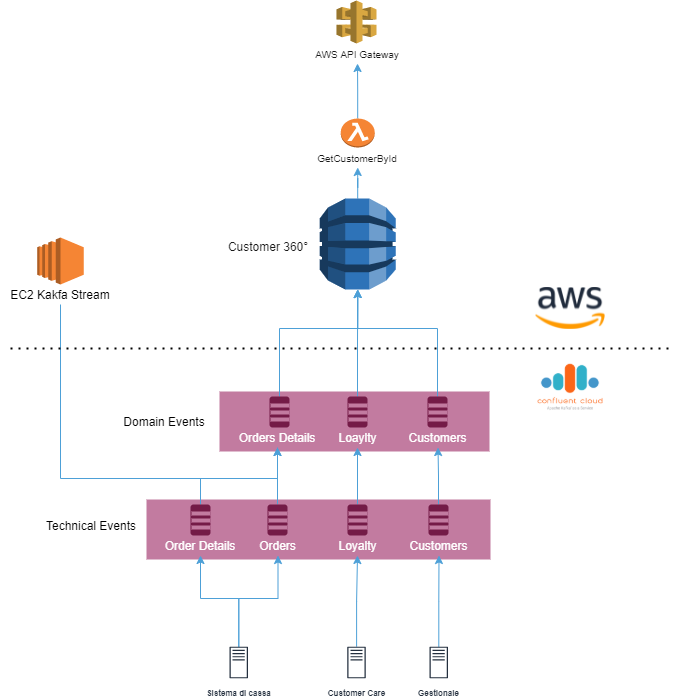 AWS API Gateway
GetCustomerById
Customer 360°
EC2 Kakfa Stream
aws
confluent cloud
Domain Events
Orders Details
Loaylty
Customers
Technical Events
Order Details
Orders
Loyalty
Customers
Sistema di cassa
Customer Care
Gestionale